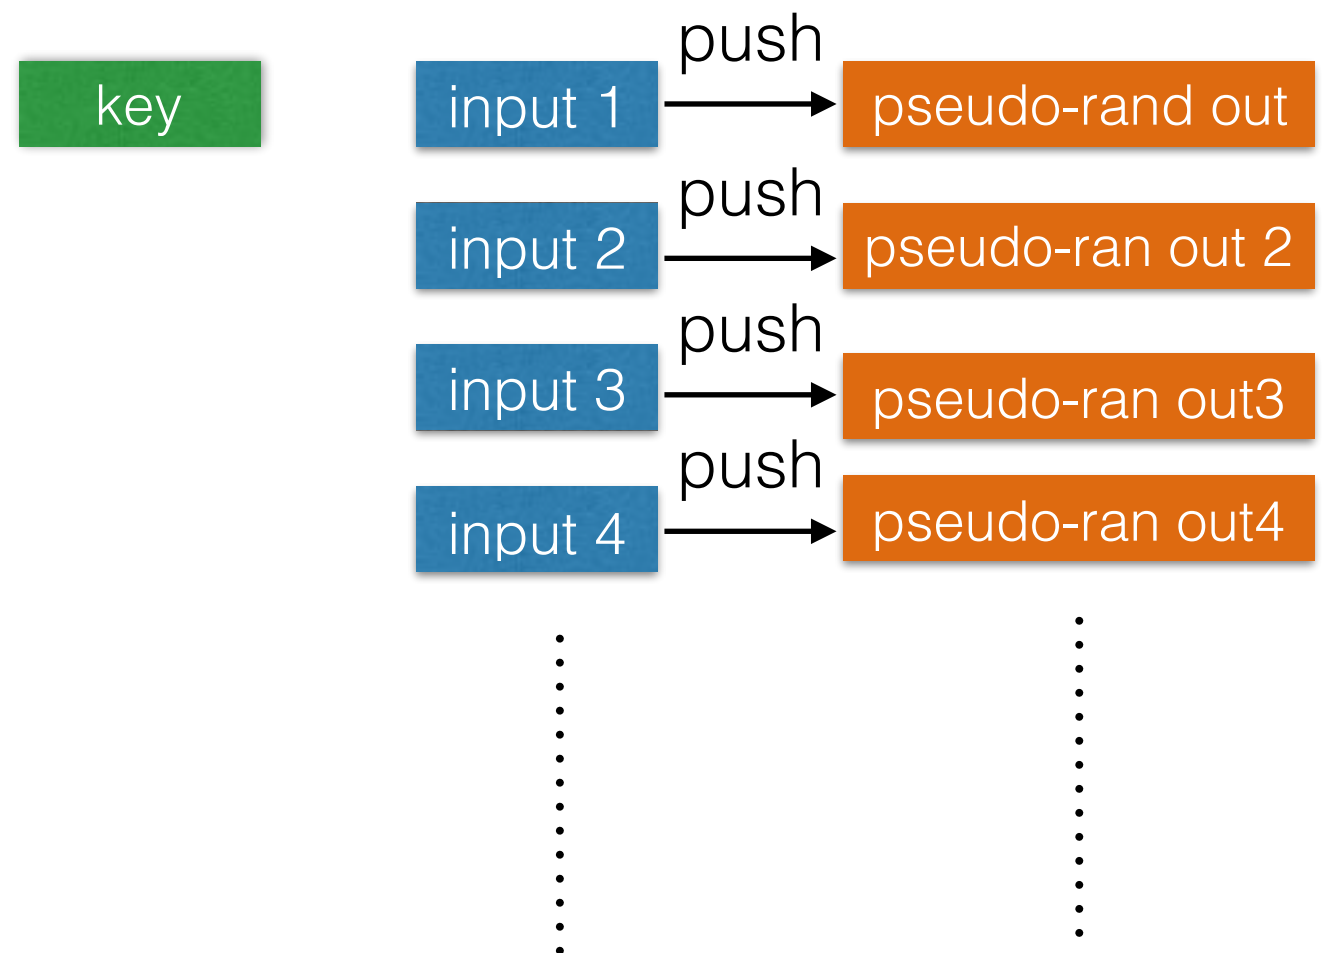 push
key
input 1
pseudo-rand out
push
input 2
pseudo-ran out 2
push
input 3
pseudo-ran out3
push
input 4
pseudo-ran out4